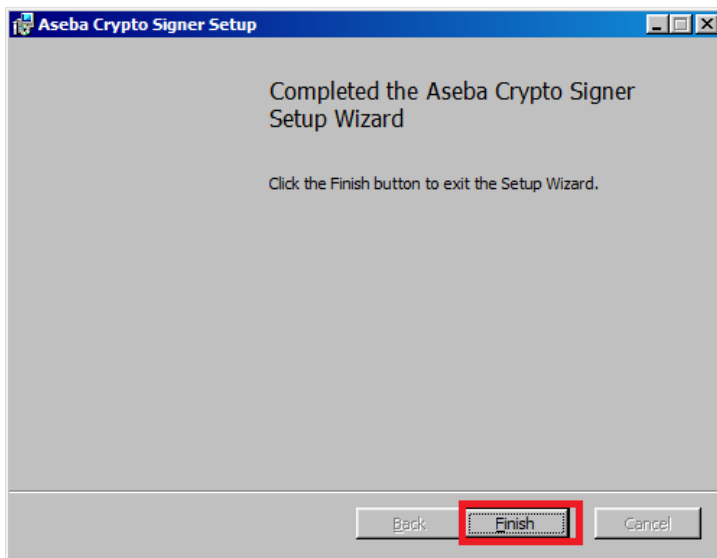 Aseba Crypto Signer Setup
Completed the Aseba Crypto Signer
Setup Wizard
Click the Finish button to exit the Setup Wizard.
Back
Finish
Cancel